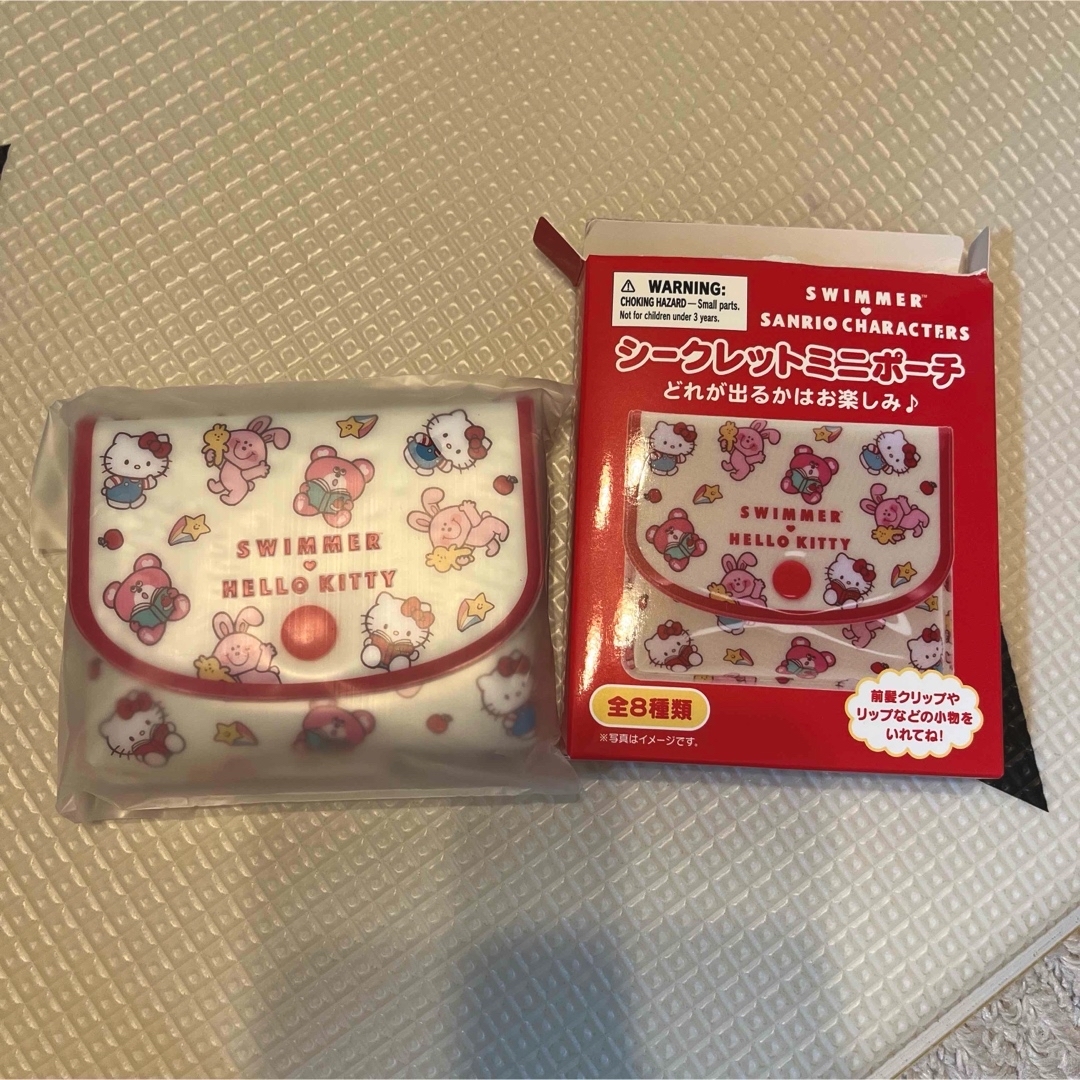 SWIMMER
HELLO KITTY
⚠ WARNING:
CHOKING HAZARD — Small parts.
Not for children under 3 years.
SWIMMER™
♥
SANRIO CHARACTERS
シークレットミニポーチ
どれが出るかはお楽しみ♪
SWIMMER
♥
HELLO KITTY
全8種類
※写真はイメージです。
前髪クリップや
リップなどの小物を
いれてね!